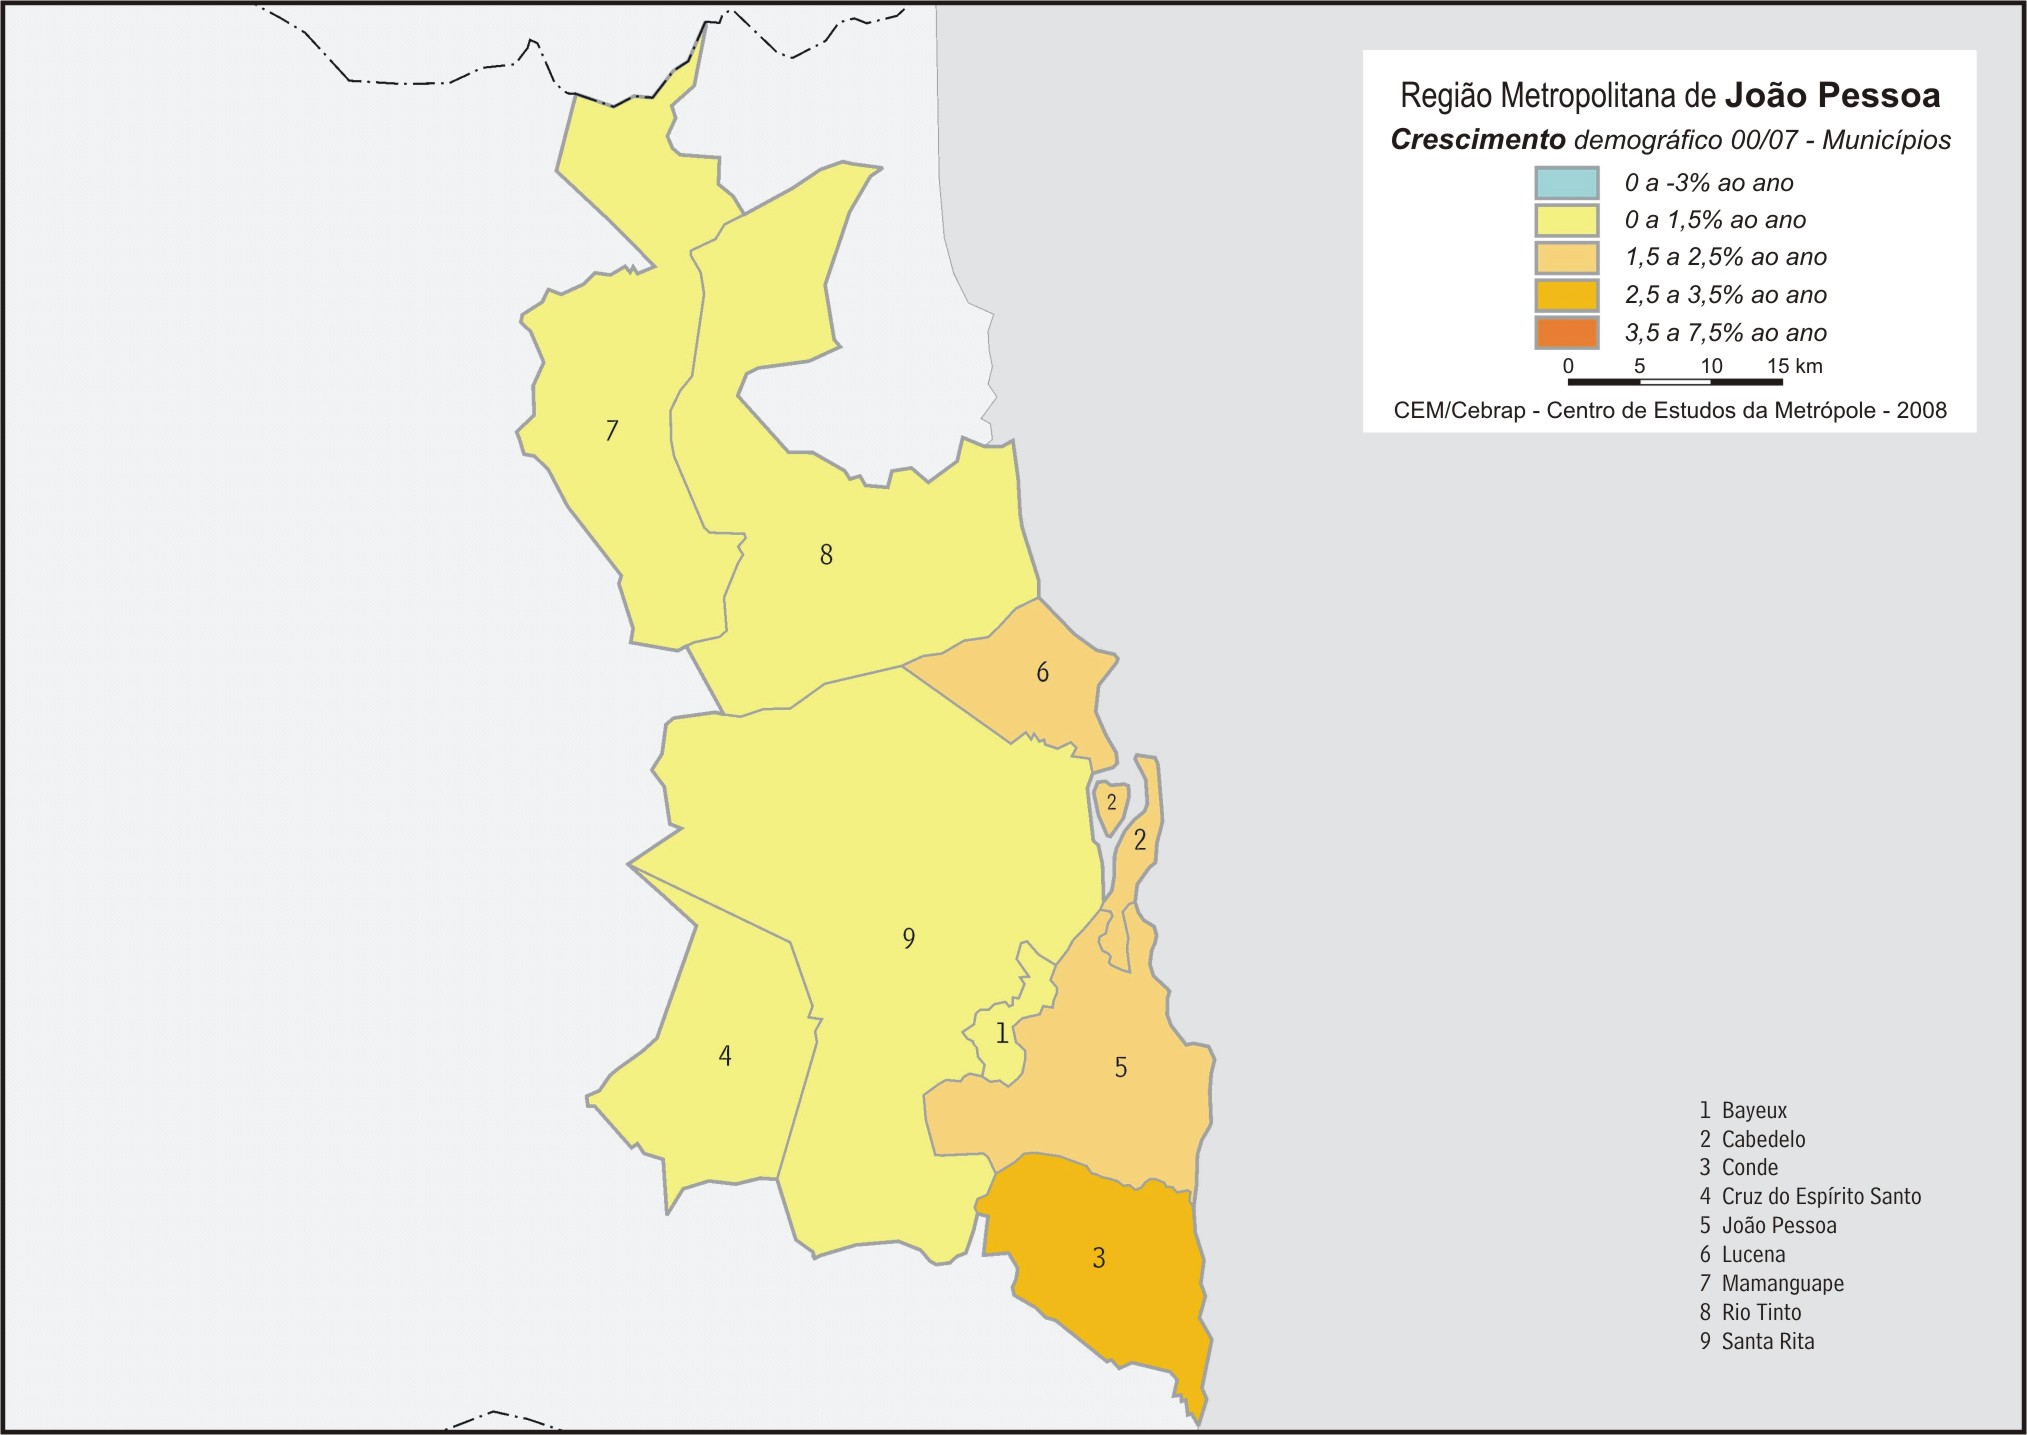 Região Metropolitana de João Pessoa
Crescimento demográfico 00/07 - Municípios
0 a -3% ao ano
0 a 1,5% ao ano
1,5 a 2,5% ao ano
2,5 a 3,5% ao ano
3,5 a 7,5% ao ano
0 5 10 15 km
CEM/Cebrap - Centro de Estudos da Metrópole - 2008
7
8
6
2
2
9
1
4
5
3
1 Bayeux
2 Cabedelo
3 Conde
4 Cruz do Espírito Santo
5 João Pessoa
6 Lucena
7 Mamanguape
8 Rio Tinto
9 Santa Rita